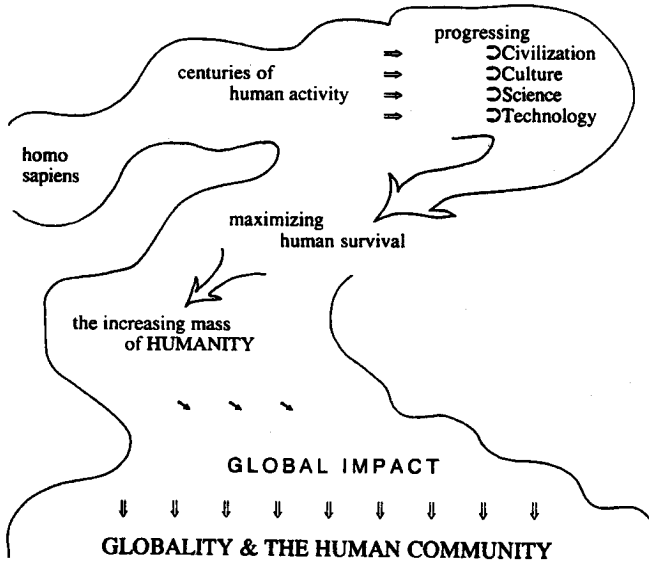 progressing
centuries of
human activity
⇒ ⊃Civilization
⇒ ⊃Culture
⇒ ⊃Science
⇒ ⊃Technology
homo
sapiens
maximizing
human survival
the increasing mass
of HUMANITY
GLOBAL IMPACT
GLOBALITY & THE HUMAN COMMUNITY